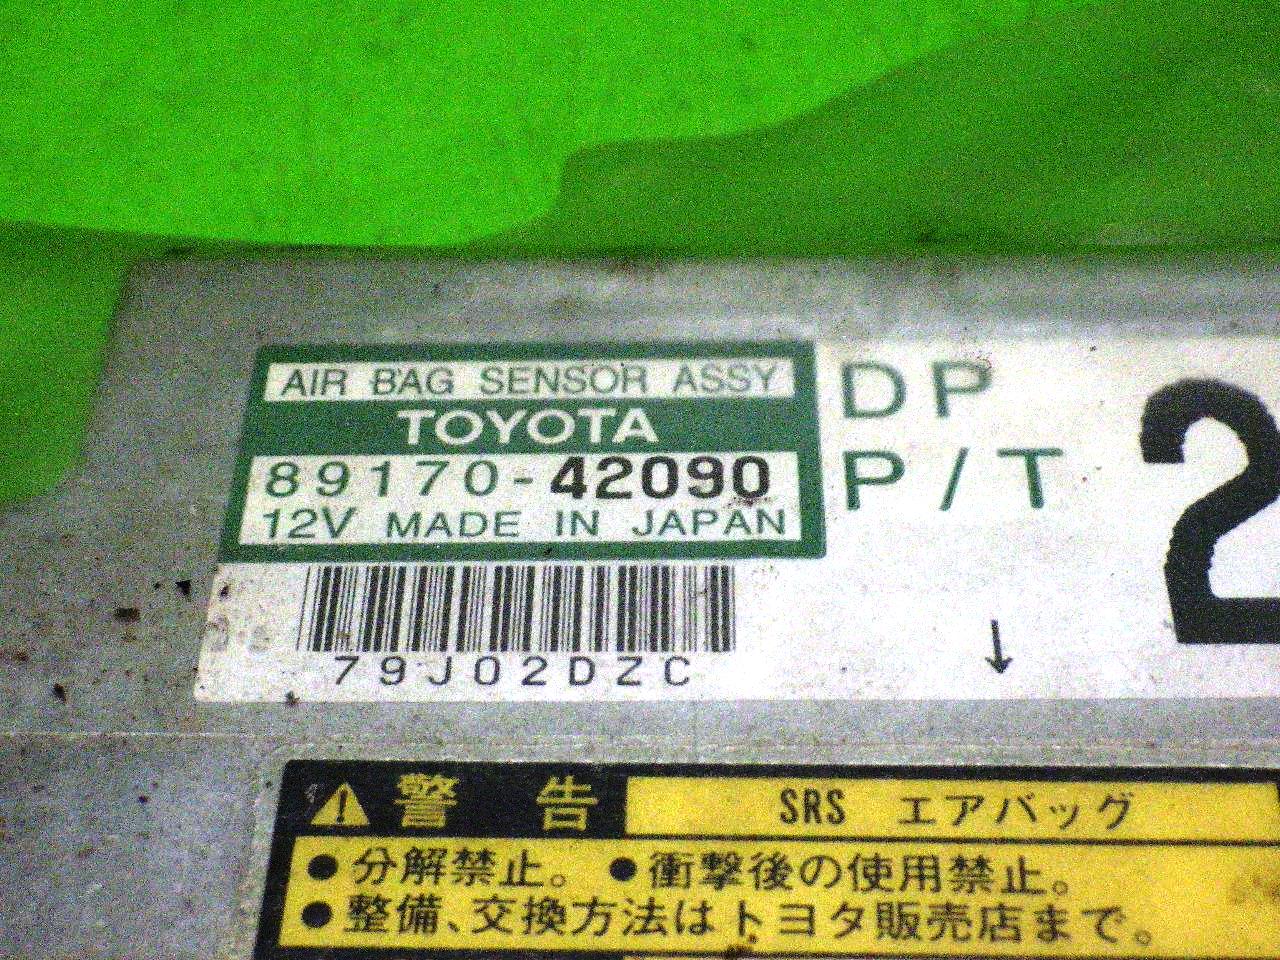 AIR BAG SENSOR ASSY
TOYOTA
89170-42090
12V MADE IN JAPAN
DP
P/T
2
↓
79J02DZC
警告
SRS エアバッグ
●分解禁止。 ●衝撃後の使用禁止。
●整備、交換方法はトヨタ販売店まで。